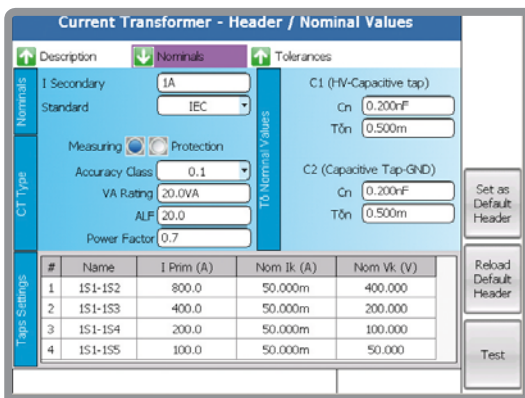 Current Transformer - Header / Nominal Values
Description Nominals Tolerances
Nominals
I Secondary 1A
Standard IEC
CT Type
Measuring Protection
Accuracy Class 0.1
VA Rating 20.0VA
ALF 20.0
Power Factor 0.7
Tδ Nominal Values
C1 (HV-Capacitive tap)
Cn 0.200nF
Tδn 0.500m
C2 (Capacitive Tap-GND)
Cn 0.200nF
Tδn 0.500m
Taps Settings
# Name I Prim (A) Nom Ik (A) Nom Vk (V)
1 1S1-1S2 800.0 50.000m 400.000
2 1S1-1S3 400.0 50.000m 200.000
3 1S1-1S4 200.0 50.000m 100.000
4 1S1-1S5 100.0 50.000m 50.000
Set as
Default
Header
Reload
Default
Header
Test